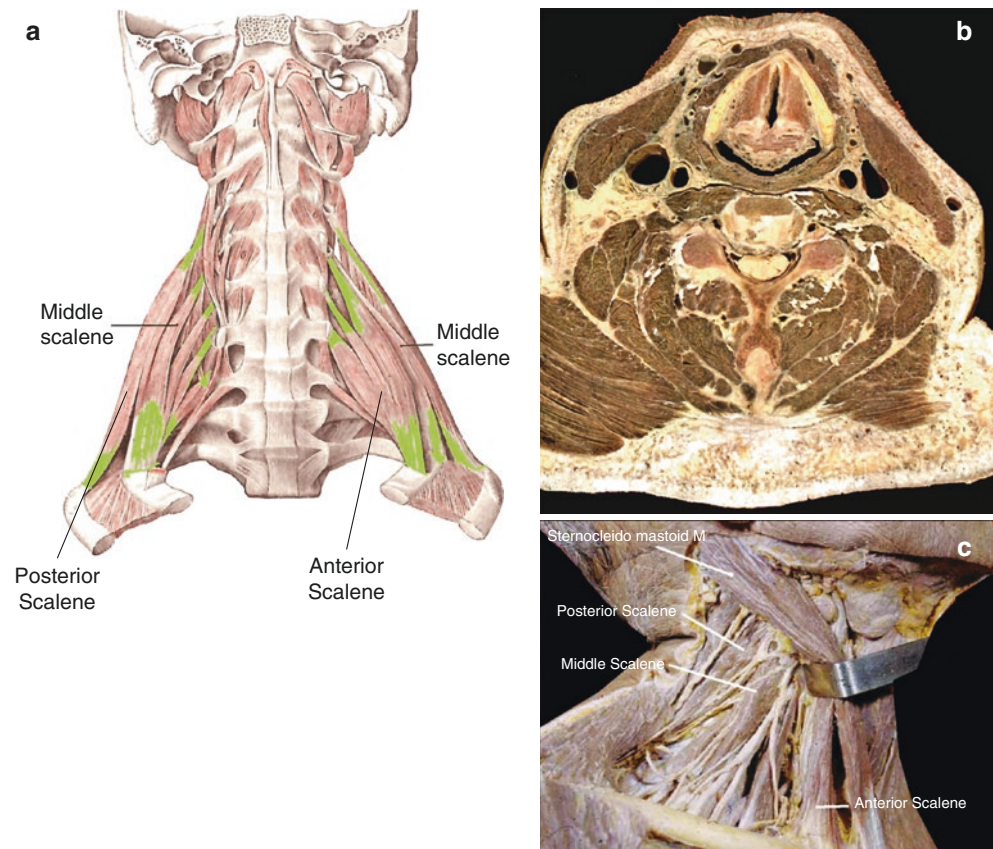 a
Middle
scalene
Middle
scalene
Posterior
Scalene
Anterior
Scalene
b
c
Sternocleido mastoid M
Posterior Scalene
Middle Scalene
Anterior Scalene